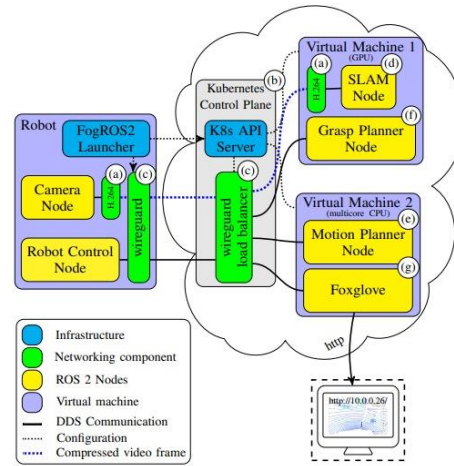 Virtual Machine 1
(GPU)
(a)
H.264
(d)
SLAM
Node
(f)
Grasp Planner
Node
(b)
Kubernetes
Control Plane
K8s API
Server
(c)
wireguard
load balancer
Robot
FogROS2
Launcher
(a)
(c)
Camera
Node
H.264
wireguard
Robot Control
Node
Virtual Machine 2
(multicore CPU)
(e)
Motion Planner
Node
(g)
Foxglove
http
http://10.0.0.26/
Infrastructure
Networking component
ROS 2 Nodes
Virtual machine
DDS Communication
Configuration
Compressed video frame